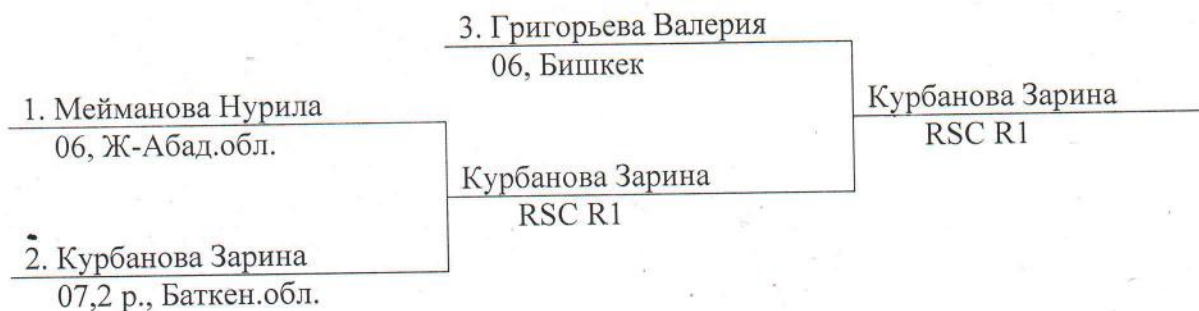 3. Григорьева Валерия
06, Бишкек
1. Мейманова Нурила
06, Ж-Абад.обл.
Курбанова Зарина
RSC R1
Курбанова Зарина
RSC R1
2. Курбанова Зарина
07,2 р., Баткен.обл.